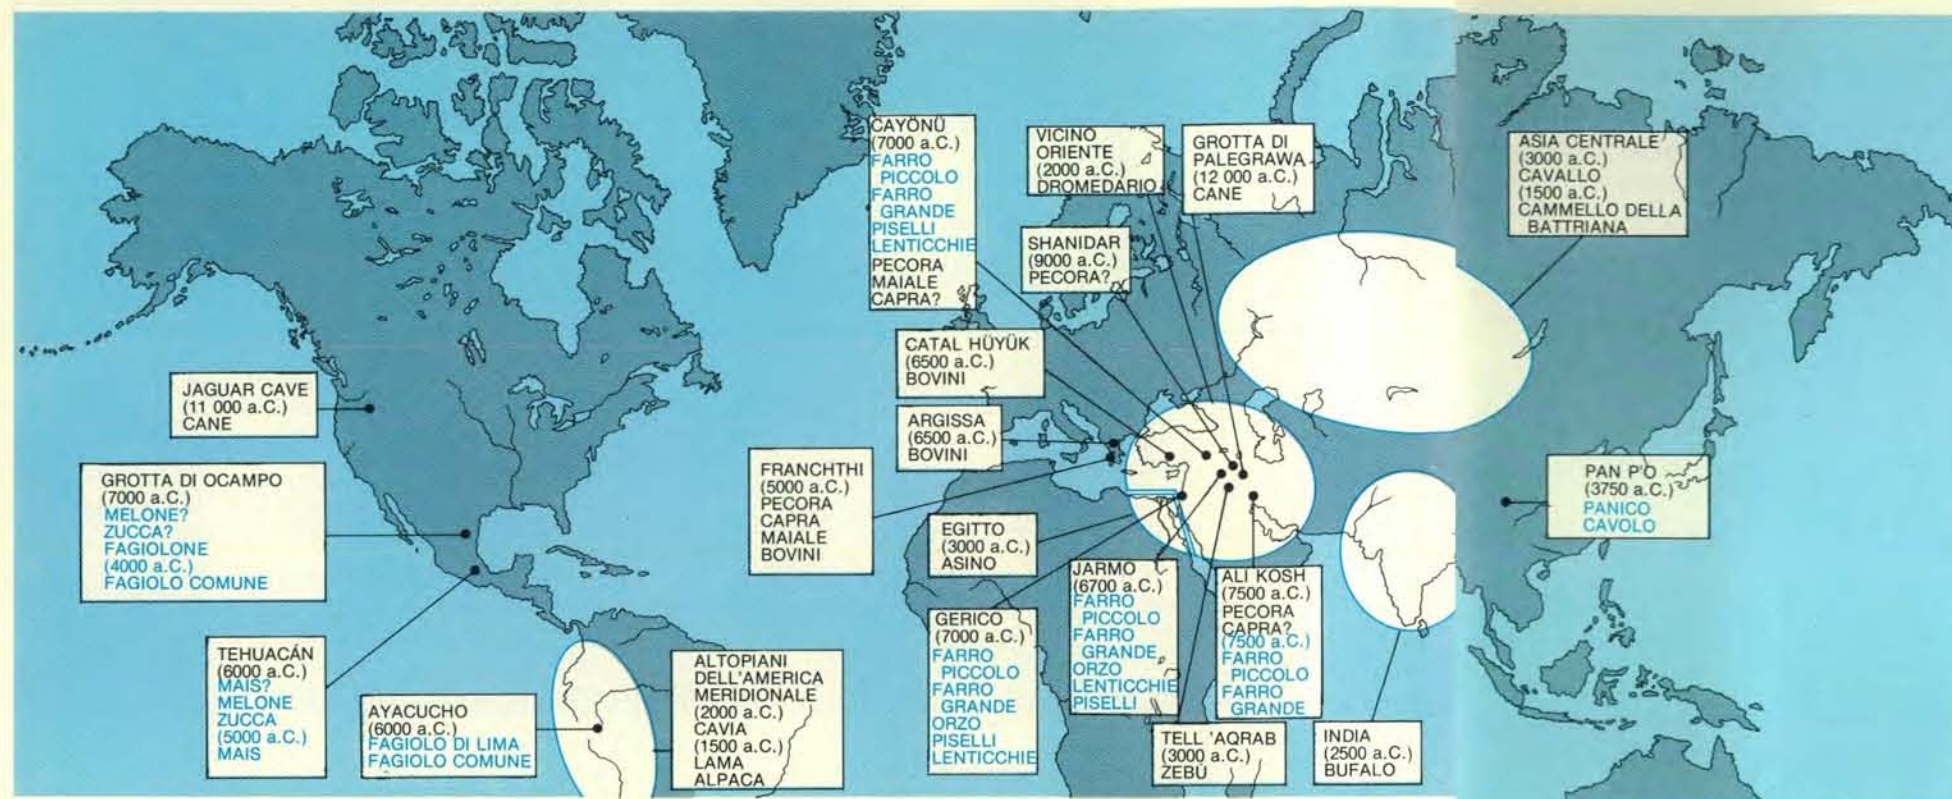 CAYÖNÜ
(7000 a.C.)
FARRO
PICCOLO
FARRO
GRANDE
PISELLI
LENTICCHIE
PECORA
MAIALE
CAPRA?
VICINO
ORIENTE
(2000 a.C.)
DROMEDARIO
GROTTA DI
PALEGRAWA
(12 000 a.C.)
CANE
ASIA CENTRALE
(3000 a.C.)
CAVALLO
(1500 a.C.)
CAMMELLO DELLA
BATTRIANA
SHANIDAR
(9000 a.C.)
PECORA?
CATAL HÜYÜK
(6500 a.C.)
BOVINI
JAGUAR CAVE
(11 000 a.C.)
CANE
ARGISSA
(6500 a.C.)
BOVINI
GROTTA DI OCAMPO
(7000 a.C.)
MELONE?
ZUCCA?
FAGIOLONE
(4000 a.C.)
FAGIOLO COMUNE
FRANCHTHI
(5000 a.C.)
PECORA
CAPRA
MAIALE
BOVINI
PAN P'O
(3750 a.C.)
PANICO
CAVOLO
EGITTO
(3000 a.C.)
ASINO
JARMO
(6700 a.C.)
FARRO
PICCOLO
FARRO
GRANDE
ORZO
LENTICCHIE
PISELLI
ALI KOSH
(7500 a.C.)
PECORA
CAPRA?
(7500 a.C.)
FARRO
PICCOLO
FARRO
GRANDE
GERICO
(7000 a.C.)
FARRO
PICCOLO
FARRO
GRANDE
ORZO
PISELLI
LENTICCHIE
TEHUACÁN
(6000 a.C.)
MAIS?
MELONE
ZUCCA
(5000 a.C.)
MAIS
AYACUCHO
(6000 a.C.)
FAGIOLO DI LIMA
FAGIOLO COMUNE
ALTOPIANI
DELL'AMERICA
MERIDIONALE
(2000 a.C.)
CAVIA
(1500 a.C.)
LAMA
ALPACA
TELL 'AQRAB
(3000 a.C.)
ZEBÙ
INDIA
(2500 a.C.)
BUFALO